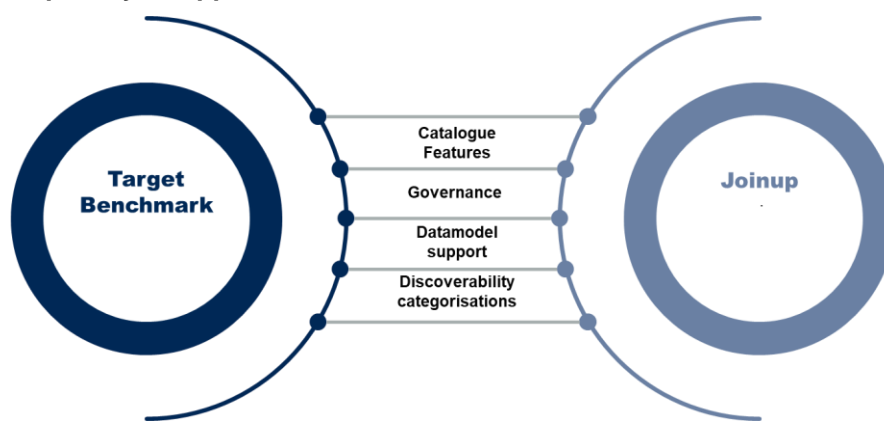 Target
Benchmark
Catalogue
Features
Governance
Datamodel
support
Discoverability
categorisations
Joinup